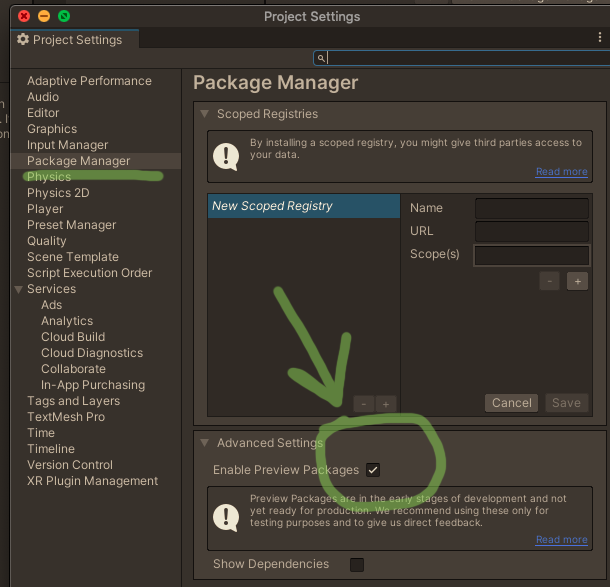 Project Settings
Project Settings
Adaptive Performance
Audio
Editor
Graphics
Input Manager
Package Manager
Physics
Physics 2D
Player
Preset Manager
Quality
Scene Template
Script Execution Order
Services
Ads
Analytics
Cloud Build
Cloud Diagnostics
Collaborate
In-App Purchasing
Tags and Layers
TextMesh Pro
Time
Timeline
Version Control
XR Plugin Management
Package Manager
Scoped Registries
By installing a scoped registry, you might give third parties access to
your data.
Read more
New Scoped Registry
Name
URL
Scope(s)
- +
- +
Cancel Save
Advanced Settings
Enable Preview Packages
Preview Packages are in the early stages of development and not
yet ready for production. We recommend using these only for
testing purposes and to give us direct feedback.
Read more
Show Dependencies